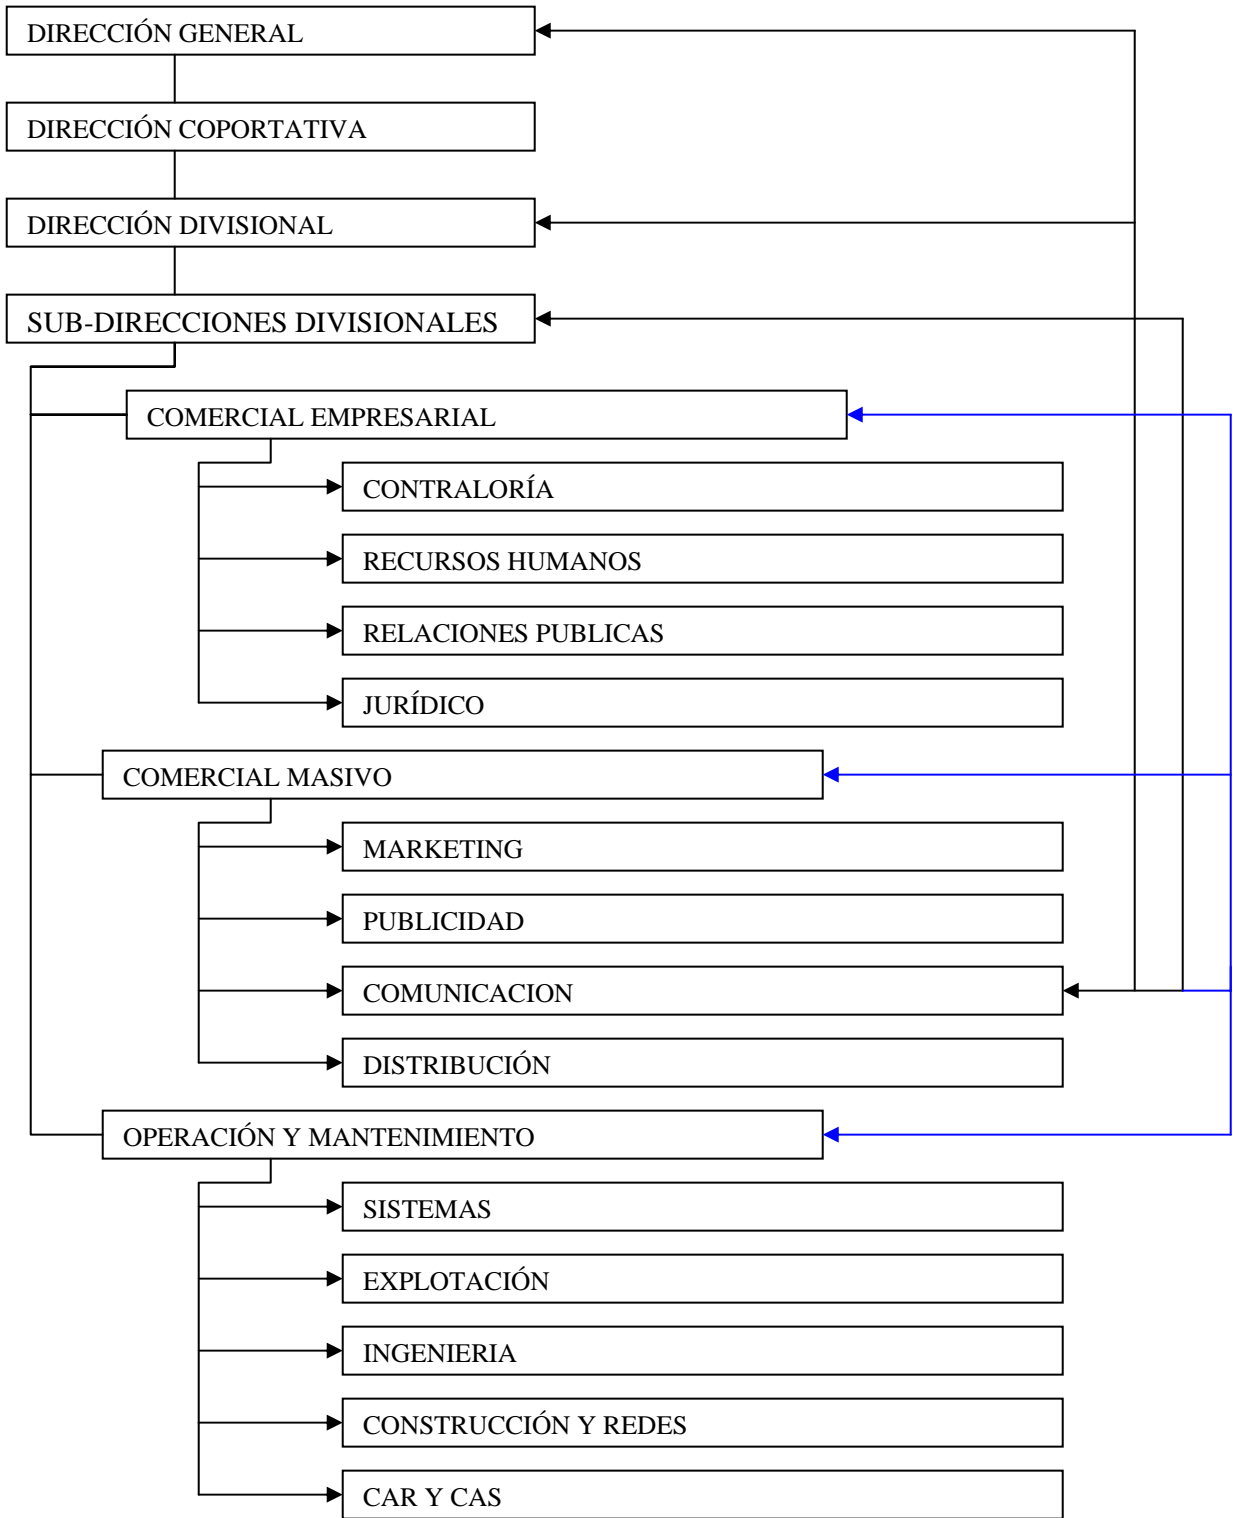 DIRECCIÓN GENERAL
DIRECCIÓN COPORTATIVA
DIRECCIÓN DIVISIONAL
SUB-DIRECCIONES DIVISIONALES
COMERCIAL EMPRESARIAL
CONTRALORÍA
RECURSOS HUMANOS
RELACIONES PUBLICAS
JURÍDICO
COMERCIAL MASIVO
MARKETING
PUBLICIDAD
COMUNICACION
DISTRIBUCIÓN
OPERACIÓN Y MANTENIMIENTO
SISTEMAS
EXPLOTACIÓN
INGENIERIA
CONSTRUCCIÓN Y REDES
CAR Y CAS